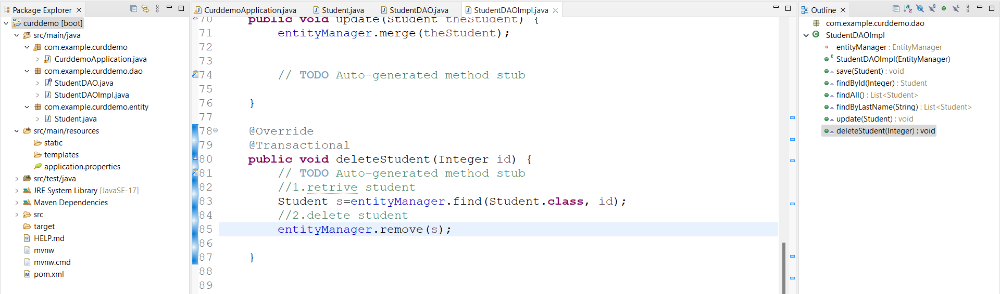 Package Explorer
curddemo [boot]
src/main/java
com.example.curddemo
CurddemoApplication.java
com.example.curddemo.dao
StudentDAO.java
StudentDAOImpl.java
com.example.curddemo.entity
Student.java
src/main/resources
static
templates
application.properties
src/test/java
JRE System Library [JavaSE-17]
Maven Dependencies
src
target
HELP.md
mvnw
mvnw.cmd
pom.xml
CurddemoApplication.java Student.java StudentDAO.java StudentDAOImpl.java
70 public void update(Student theStudent) {
71 entityManager.merge(theStudent);
72
73
74 // TODO Auto-generated method stub
75
76 }
77
78 @Override
79 @Transactional
80 public void deleteStudent(Integer id) {
81 // TODO Auto-generated method stub
82 //1.retrive student
83 Student s=entityManager.find(Student.class, id);
84 //2.delete student
85 entityManager.remove(s);
86
87 }
88
89
Outline
com.example.curddemo.dao
StudentDAOImpl
entityManager : EntityManager
StudentDAOImpl(EntityManager)
save(Student) : void
findById(Integer) : Student
findAll() : List<Student>
findByLastName(String) : List<Student>
update(Student) : void
deleteStudent(Integer) : void